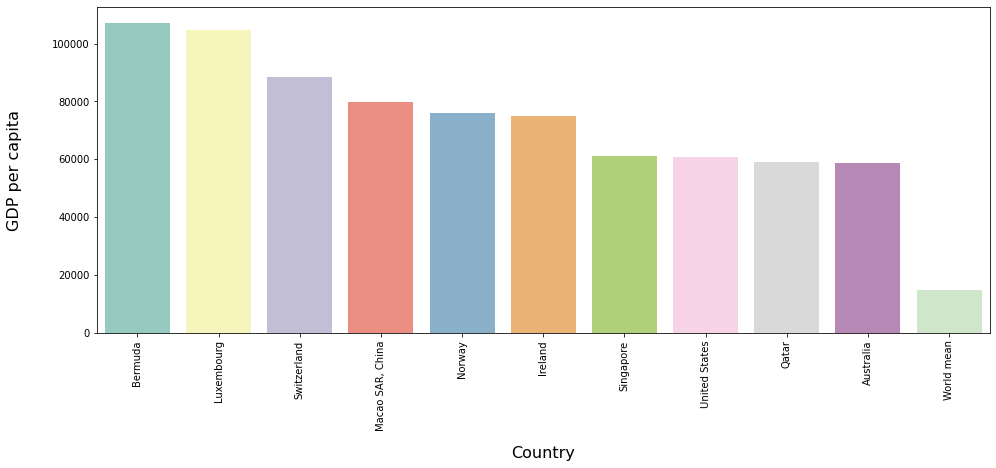 GDP per capita
100000
80000
60000
40000
20000
0
Bermuda
Luxembourg
Switzerland
Macao SAR, China
Norway
Ireland
Singapore
United States
Qatar
Australia
World mean
Country